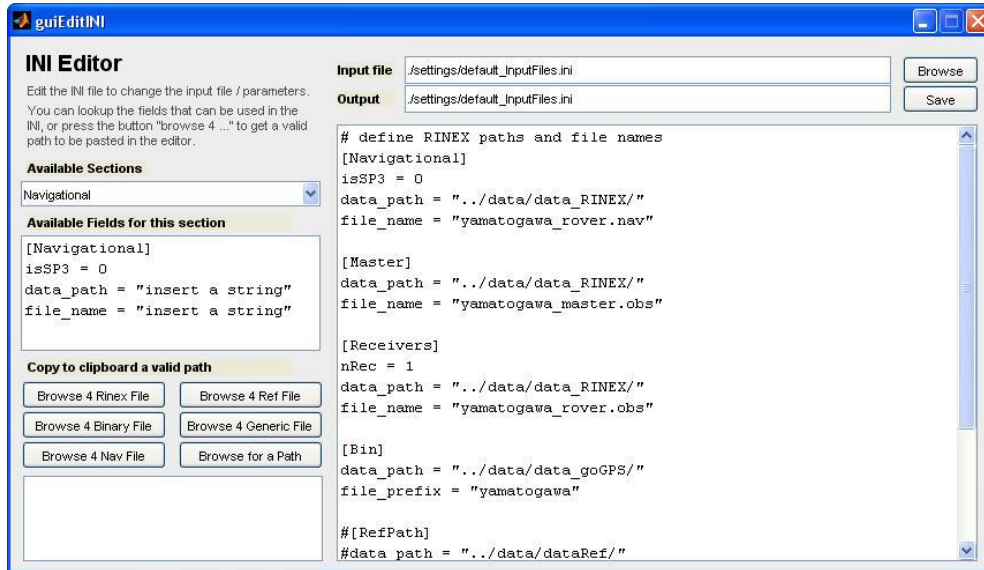 guiEditINI
INI Editor
Edit the INI file to change the input file / parameters.
You can lookup the fields that can be used in the
INI, or press the button "browse 4 ..." to get a valid
path to be pasted in the editor.
Available Sections
Navigational
Available Fields for this section
[Navigational]
isSP3 = 0
data_path = "insert a string"
file_name = "insert a string"
Copy to clipboard a valid path
Browse 4 Rinex File
Browse 4 Ref File
Browse 4 Binary File
Browse 4 Generic File
Browse 4 Nav File
Browse for a Path
Input file ./settings/default_InputFiles.ini Browse
Output ./settings/default_InputFiles.ini Save
# define RINEX paths and file names
[Navigational]
isSP3 = 0
data_path = "../data/data_RINEX/"
file_name = "yamatogawa_rover.nav"
[Master]
data_path = "../data/data_RINEX/"
file_name = "yamatogawa_master.obs"
[Receivers]
nRec = 1
data_path = "../data/data_RINEX/"
file_name = "yamatogawa_rover.obs"
[Bin]
data_path = "../data/data_goGPS/"
file_prefix = "yamatogawa"
#[RefPath]
#data_path = "../data/dataRef/"